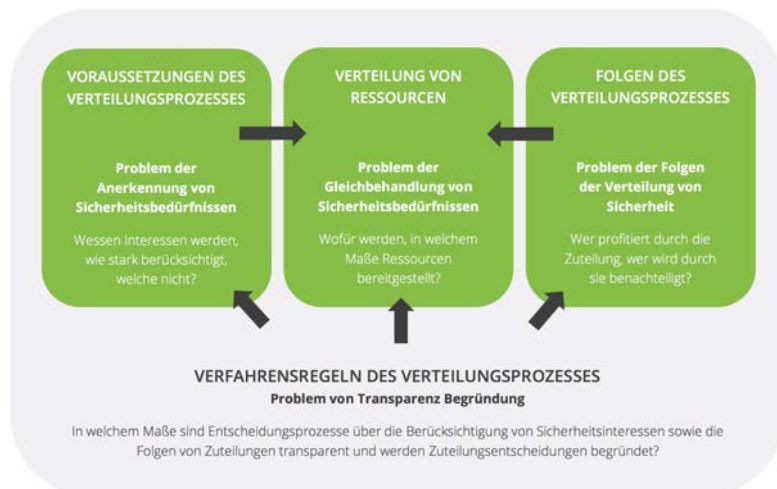 VORAUSSETZUNGEN DES
VERTEILUNGSPROZESSES
Problem der
Anerkennung von
Sicherheitsbedürfnissen
Wessen Interessen werden,
wie stark berücksichtigt,
welche nicht?
VERTEILUNG VON
RESSOURCEN
Problem der
Gleichbehandlung von
Sicherheitsbedürfnissen
Wofür werden, in welchem
Maße Ressourcen
bereitgestellt?
FOLGEN DES
VERTEILUNGSPROZESSES
Problem der Folgen
der Verteilung von
Sicherheit
Wer profitiert durch die
Zuteilung, wer wird durch
sie benachteiligt?
VERFAHRENSREGELN DES VERTEILUNGSPROZESSES
Problem von Transparenz Begründung
In welchem Maße sind Entscheidungsprozesse über die Berücksichtigung von Sicherheitsinteressen sowie die
Folgen von Zuteilungen transparent und werden Zuteilungsentscheidungen begründet?